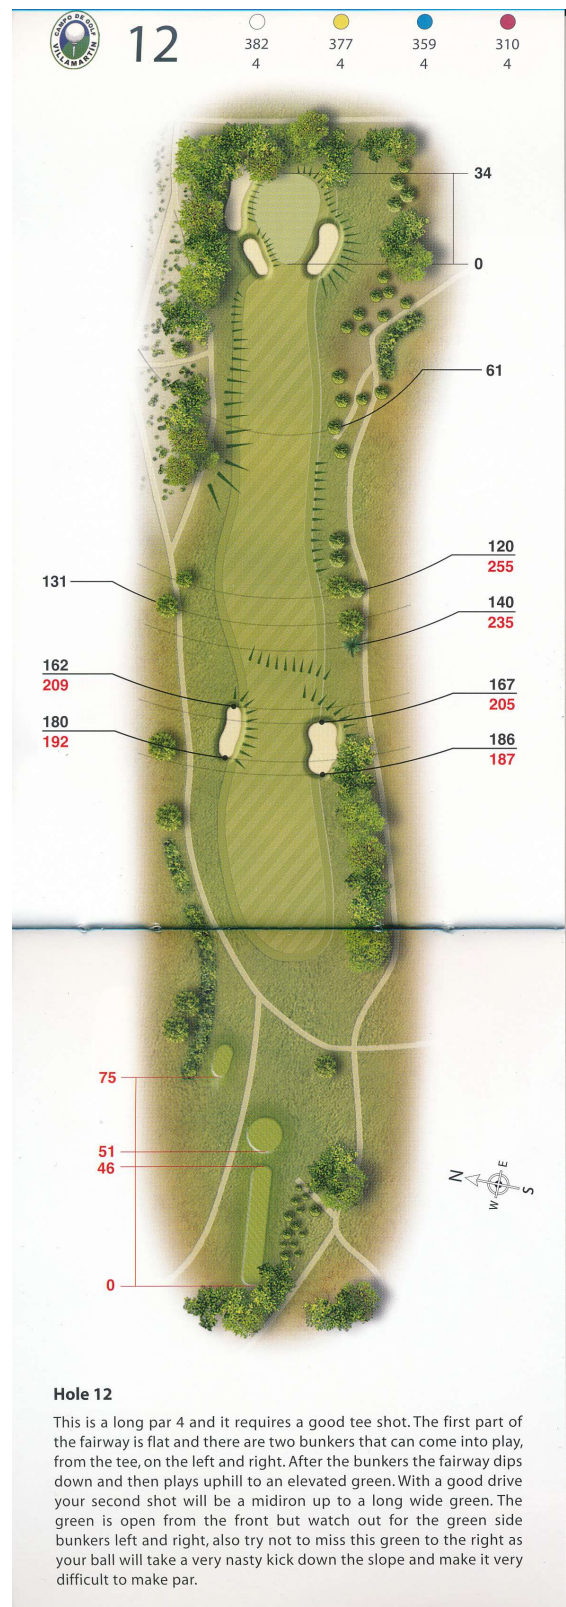 CAMPO DE GOLF
VILLAMARTIN
12
382 377 359 310
4 4 4 4
34
0
61
120
255
131
140
235
162
209
167
205
180
192
186
187
75
51
46
0
N E S W
Hole 12
This is a long par 4 and it requires a good tee shot. The first part of
the fairway is flat and there are two bunkers that can come into play,
from the tee, on the left and right. After the bunkers the fairway dips
down and then plays uphill to an elevated green. With a good drive
your second shot will be a midiron up to a long wide green. The
green is open from the front but watch out for the green side
bunkers left and right, also try not to miss this green to the right as
your ball will take a very nasty kick down the slope and make it very
difficult to make par.